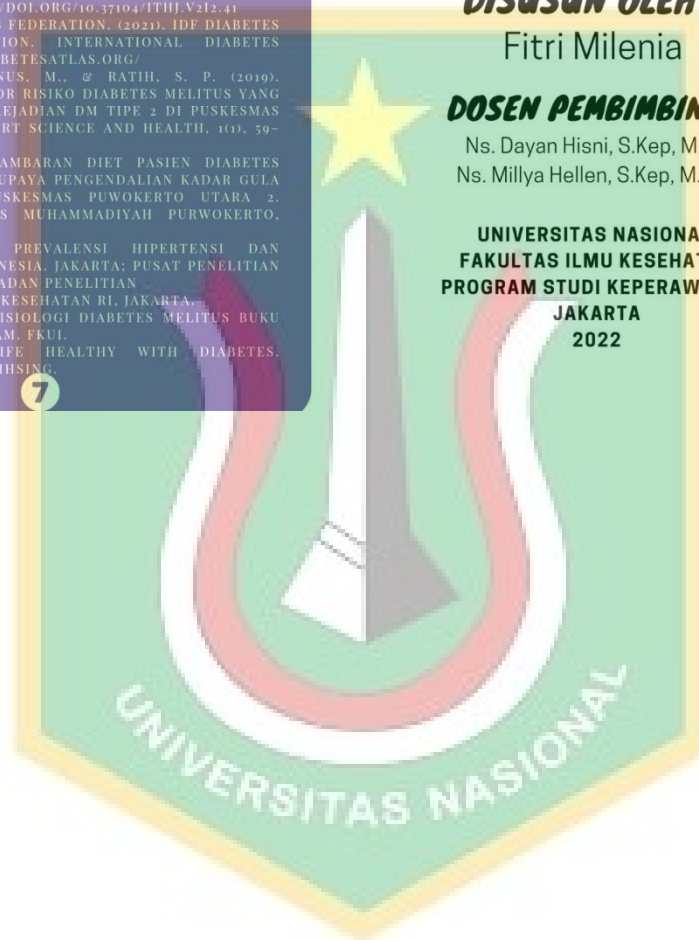 /DOI.ORG/10.37104/ITHJ.V2I2.41
FEDERATION. (2021). IDF DIABETES
ION. INTERNATIONAL DIABETES
BETESATLAS.ORG/
NUS, M., & RATIH, S. P. (2019).
OR RISIKO DIABETES MELITUS YANG
EJADIAN DM TIPE 2 DI PUSKESMAS
RT SCIENCE AND HEALTH, 1(1), 59–
AMBARAN DIET PASIEN DIABETES
UPAYA PENGENDALIAN KADAR GULA
USKESMAS PUWOKERTO UTARA 2.
S MUHAMMADIYAH PURWOKERTO,
PREVALENSI HIPERTENSI DAN
NESIA. JAKARTA; PUSAT PENELITIAN
ADAN PENELITIAN
KESEHATAN RI, JAKARTA.
ISIOLOGI DIABETES MELITUS BUKU
AM. FKUI.
IFE HEALTHY WITH DIABETES.
IHSING.
7
DISUSUN OLEH
Fitri Milenia
DOSEN PEMBIMBIN
Ns. Dayan Hisni, S.Kep, M
Ns. Millya Hellen, S.Kep, M.
UNIVERSITAS NASIONA
FAKULTAS ILMU KESEHAT
PROGRAM STUDI KEPERAW
JAKARTA
2022
UNIVERSITAS NASIONAL